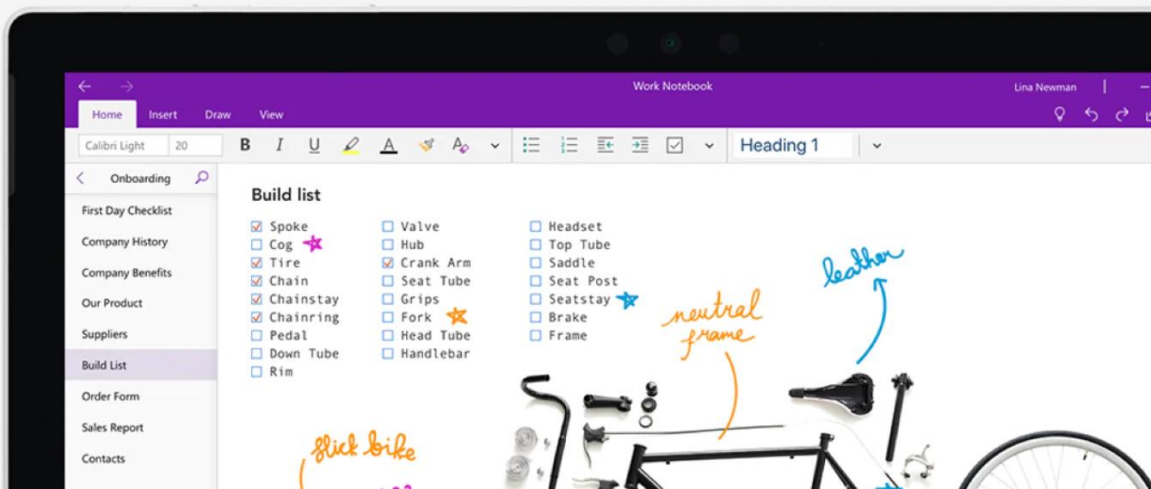 Work Notebook
Lina Newman
Home Insert Draw View
Calibri Light 20 B I U A A Heading 1
Onboarding
First Day Checklist
Company History
Company Benefits
Our Product
Suppliers
Build List
Order Form
Sales Report
Contacts
Build list
Spoke
Cog
Tire
Chain
Chainstay
Chainring
Pedal
Down Tube
Rim
Valve
Hub
Crank Arm
Seat Tube
Grips
Fork
Head Tube
Handlebar
Headset
Top Tube
Saddle
Seat Post
Seatstay
Brake
Frame
leather
neutral
frame
slick bike